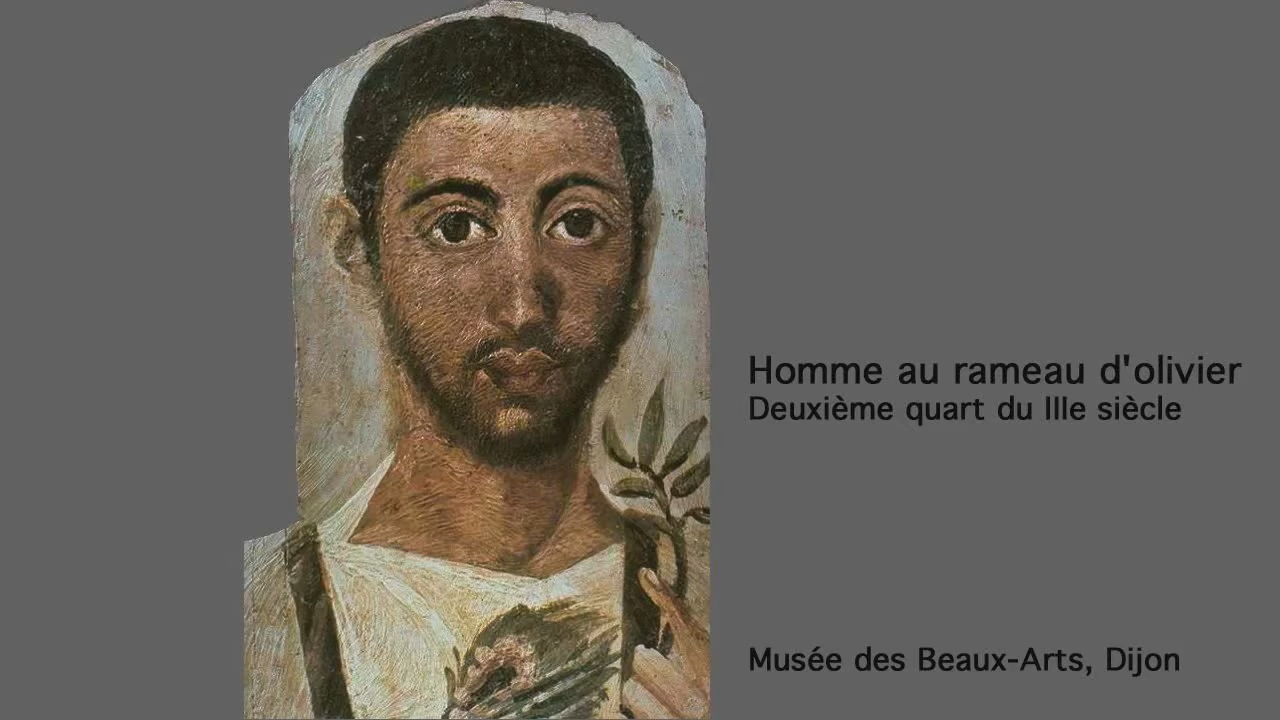 Homme au rameau d'olivier
Deuxième quart du IIIe siècle
Musée des Beaux-Arts, Dijon